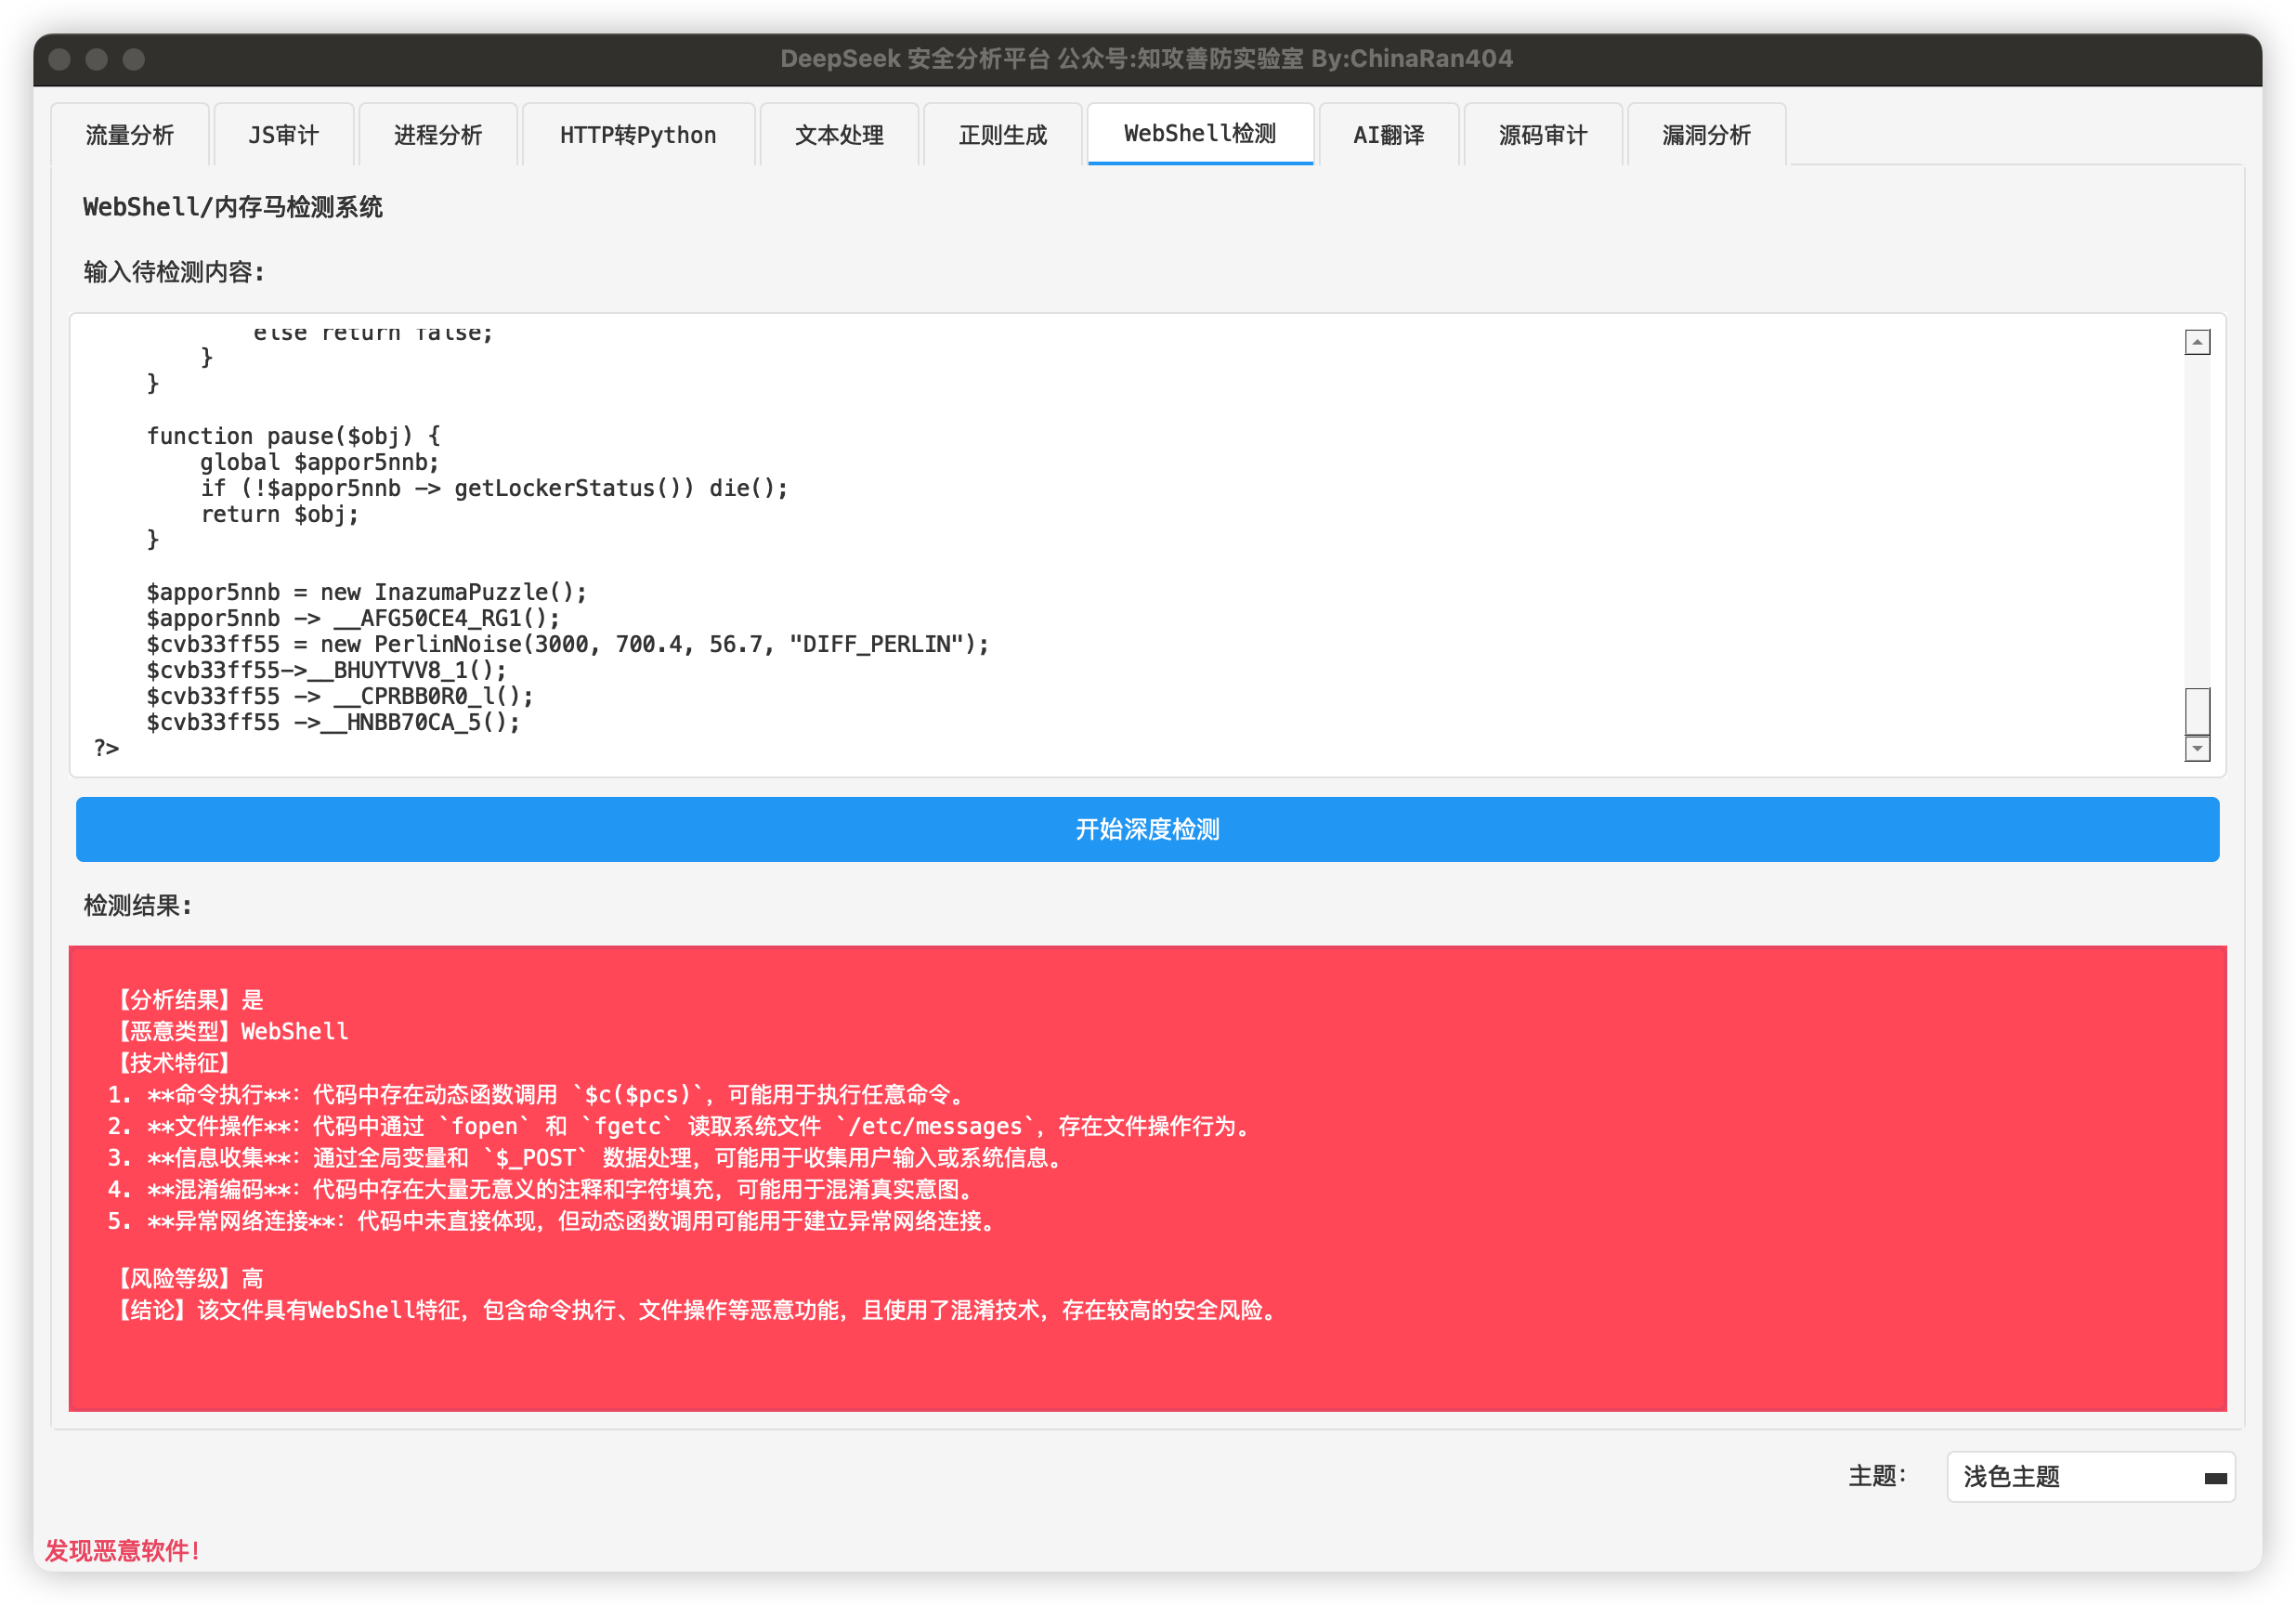 DeepSeek 安全分析平台 公众号:知攻善防实验室 By:ChinaRan404
流量分析 JS审计 进程分析 HTTP转Python 文本处理 正则生成 WebShell检测 AI翻译 源码审计 漏洞分析
WebShell/内存马检测系统
输入待检测内容:
else return false;
}
}
function pause($obj) {
global $appor5nnb;
if (!$appor5nnb -> getLockerStatus()) die();
return $obj;
}
$appor5nnb = new InazumaPuzzle();
$appor5nnb -> __AFG50CE4_RG1();
$cvb33ff55 = new PerlinNoise(3000, 700.4, 56.7, "DIFF_PERLIN");
$cvb33ff55->__BHUYTVV8_1();
$cvb33ff55 -> __CPRBB0R0_l();
$cvb33ff55 ->__HNBB70CA_5();
?>
开始深度检测
检测结果:
【分析结果】是
【恶意类型】WebShell
【技术特征】
1. **命令执行**：代码中存在动态函数调用 `$c($pcs)`，可能用于执行任意命令。
2. **文件操作**：代码中通过 `fopen` 和 `fgetc` 读取系统文件 `/etc/messages`，存在文件操作行为。
3. **信息收集**：通过全局变量和 `$_POST` 数据处理，可能用于收集用户输入或系统信息。
4. **混淆编码**：代码中存在大量无意义的注释和字符填充，可能用于混淆真实意图。
5. **异常网络连接**：代码中未直接体现，但动态函数调用可能用于建立异常网络连接。
【风险等级】高
【结论】该文件具有WebShell特征，包含命令执行、文件操作等恶意功能，且使用了混淆技术，存在较高的安全风险。
主题: 浅色主题
发现恶意软件!